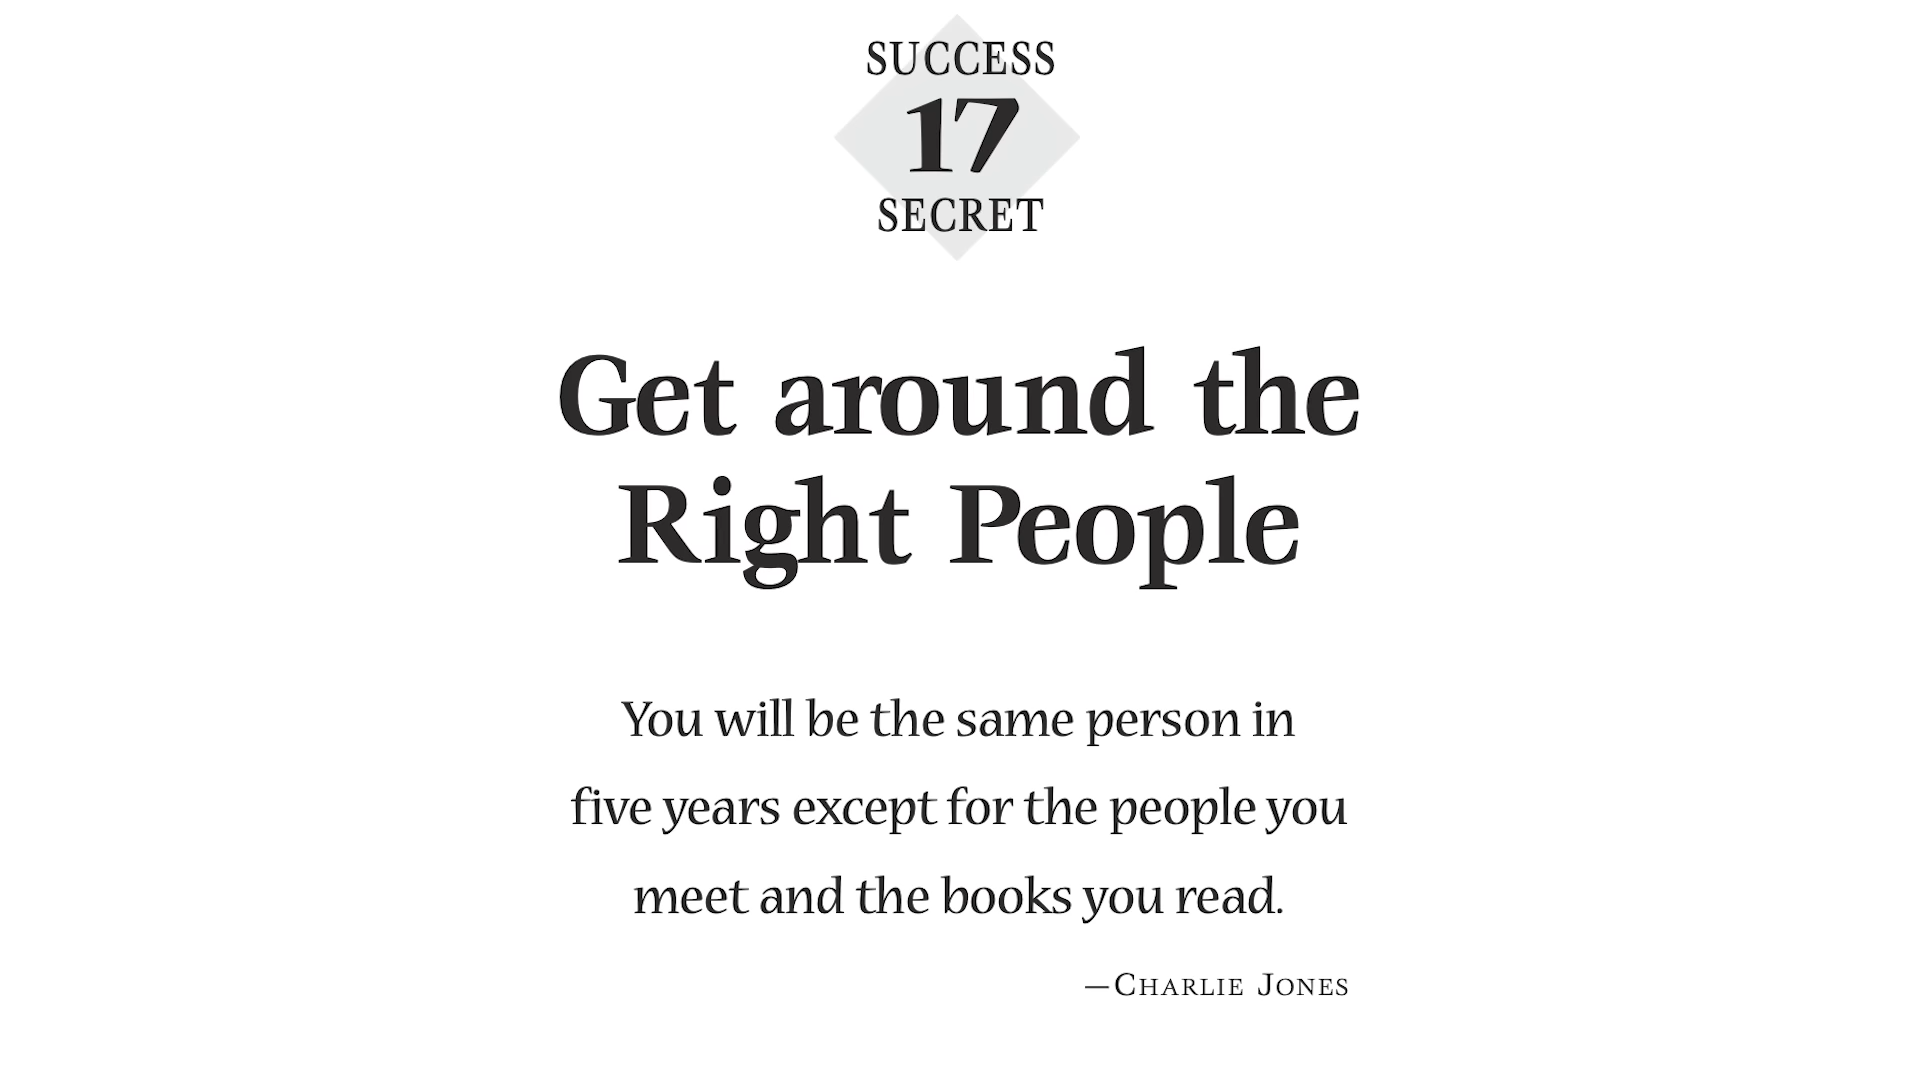 SUCCESS
17
SECRET
Get around the
Right People
You will be the same person in
five years except for the people you
meet and the books you read.
—CHARLIE JONES